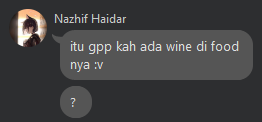 Nazhif Haidar
itu gpp kah ada wine di food
nya :v
?